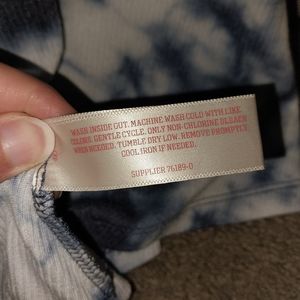 WASH INSIDE OUT. MACHINE WASH COLD WITH LIKE
COLORS. GENTLE CYCLE. ONLY NON-CHLORINE BLEACH
WHEN NEEDED. TUMBLE DRY LOW. REMOVE PROMPTLY.
COOL IRON IF NEEDED.
SUPPLIER 76189-0